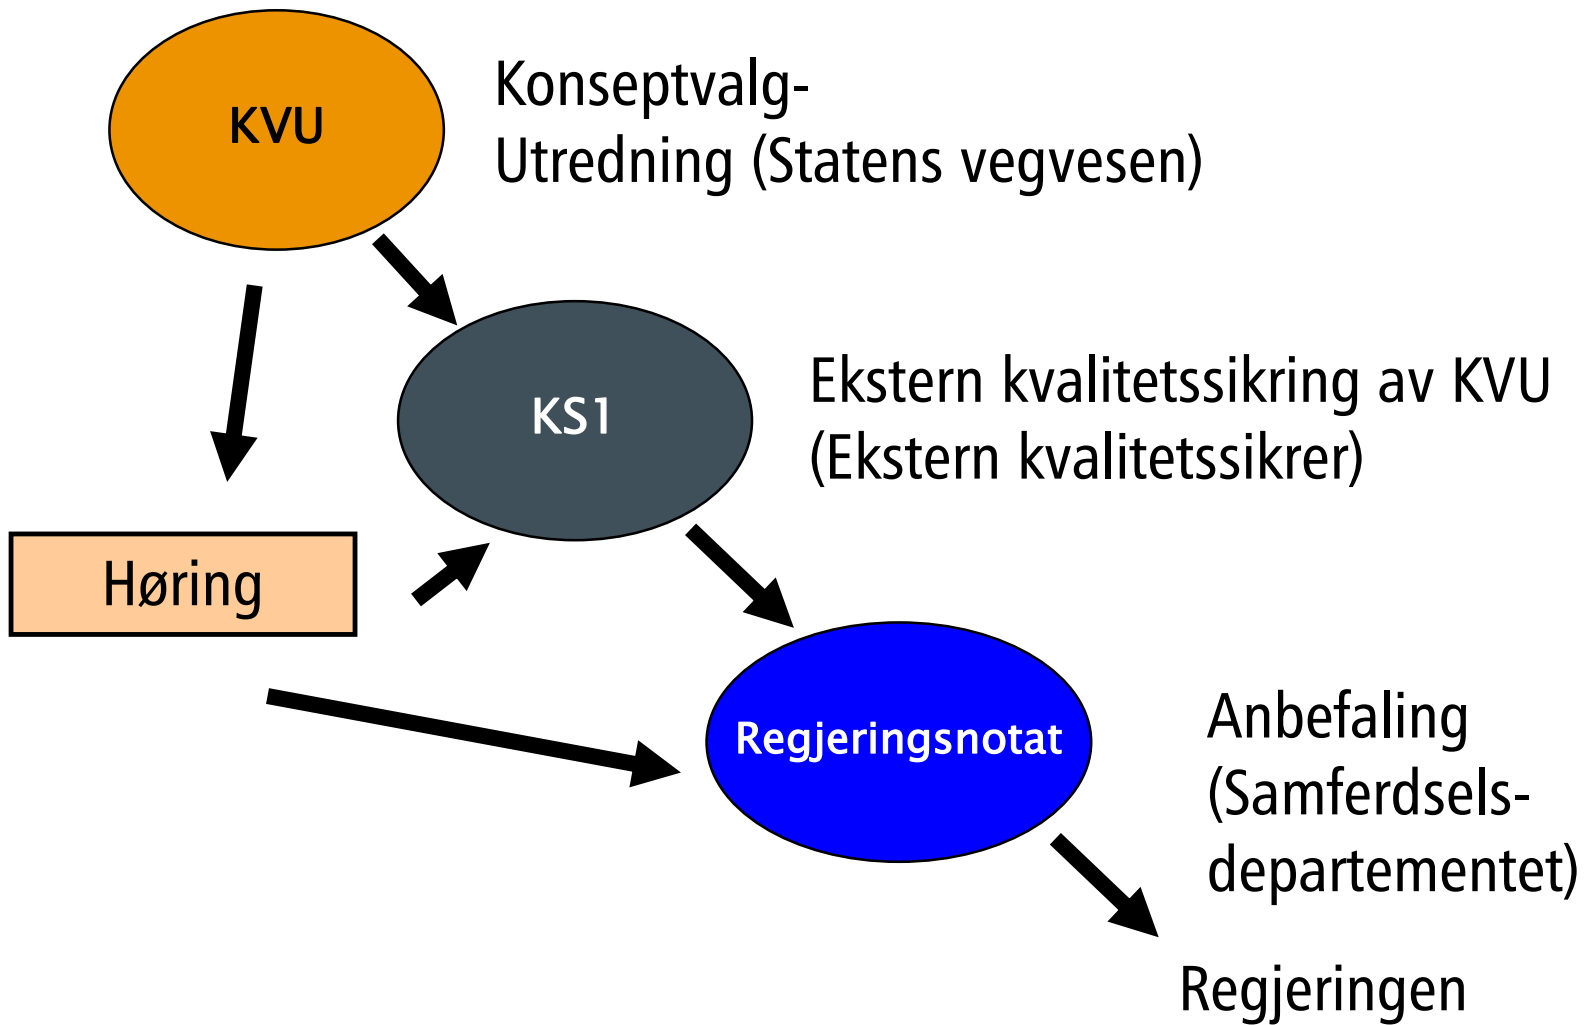 KVU
Konseptvalg-
Utredning (Statens vegvesen)
KS1
Ekstern kvalitetssikring av KVU
(Ekstern kvalitetssikrer)
Høring
Regjeringsnotat
Anbefaling
(Samferdsels-
departementet)
Regjeringen